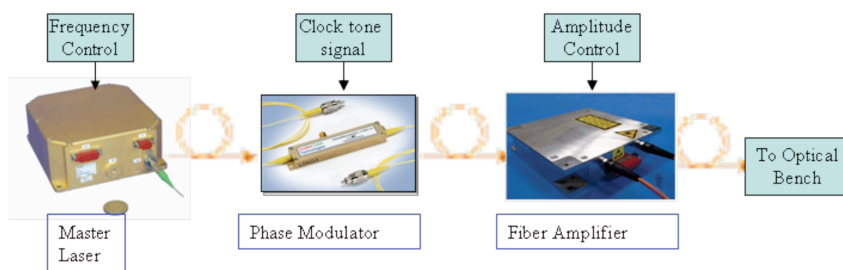 Frequency
Control
Clock tone
signal
Amplitude
Control
To Optical
Bench
Master
Laser
Phase Modulator
Fiber Amplifier